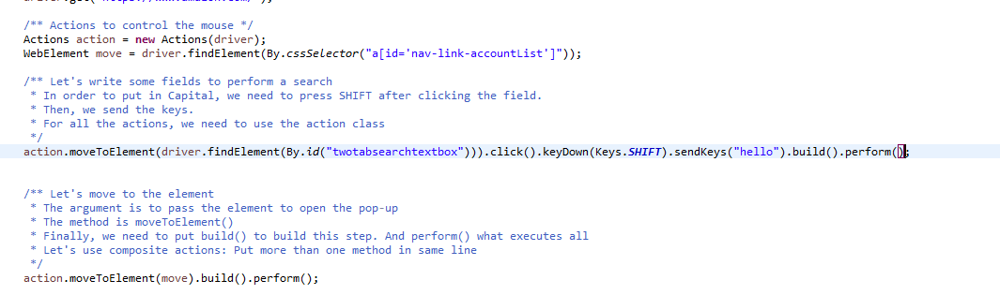 /** Actions to control the mouse */
Actions action = new Actions(driver);
WebElement move = driver.findElement(By.cssSelector("a[id='nav-link-accountList']"));
/** Let's write some fields to perform a search
* In order to put in Capital, we need to press SHIFT after clicking the field.
* Then, we send the keys.
* For all the actions, we need to use the action class
*/
action.moveToElement(driver.findElement(By.id("twotabsearchtextbox"))).click().keyDown(Keys.SHIFT).sendKeys("hello").build().perform();
/** Let's move to the element
* The argument is to pass the element to open the pop-up
* The method is moveToElement()
* Finally, we need to put build() to build this step. And perform() what executes all
* Let's use composite actions: Put more than one method in same line
*/
action.moveToElement(move).build().perform();